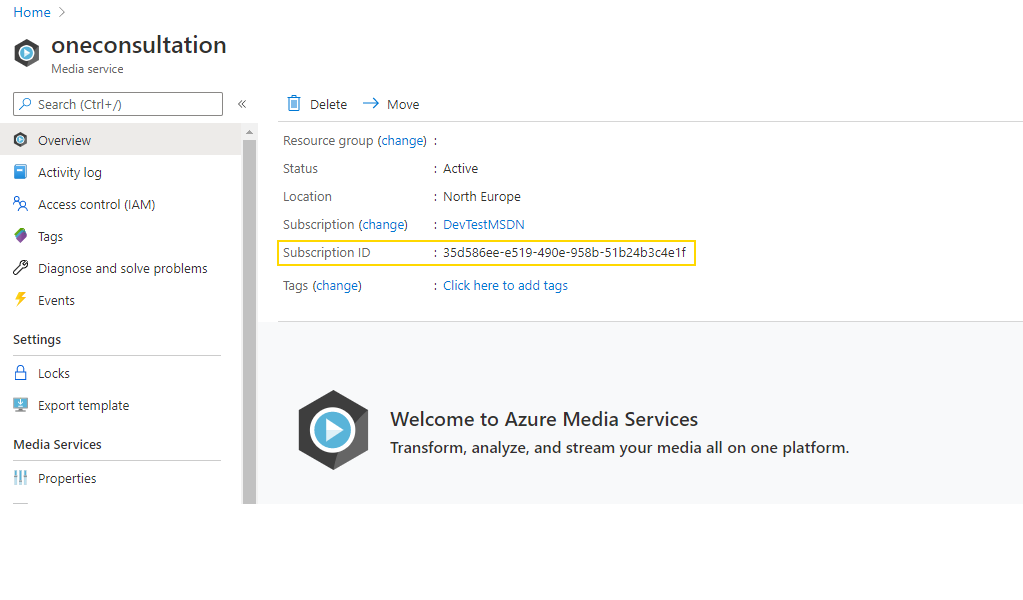 Home >
oneconsultation
Media service
Search (Ctrl+/)
«
Overview
Activity log
Access control (IAM)
Tags
Diagnose and solve problems
Events
Settings
Locks
Export template
Media Services
Properties
Delete
Move
Resource group (change) :
Status : Active
Location : North Europe
Subscription (change) : DevTestMSDN
Subscription ID : 35d586ee-e519-490e-958b-51b24b3c4e1f
Tags (change) : Click here to add tags
Welcome to Azure Media Services
Transform, analyze, and stream your media all on one platform.